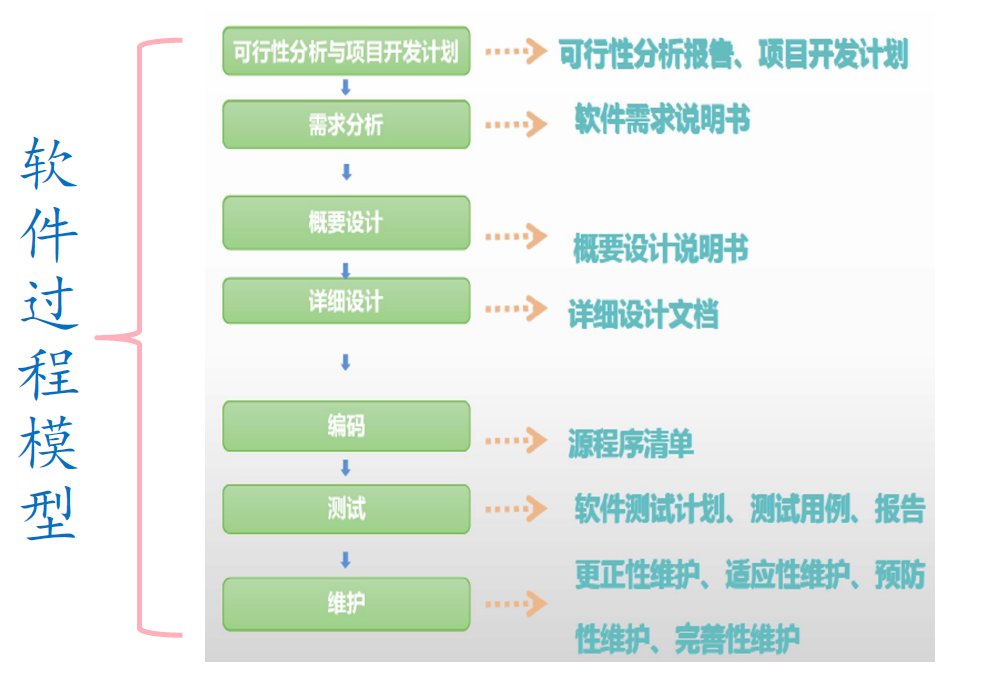 软件过程模型
可行性分析与项目开发计划
可行性分析报告、项目开发计划
需求分析
软件需求说明书
概要设计
概要设计说明书
详细设计
详细设计文档
编码
源程序清单
测试
软件测试计划、测试用例、报告
维护
更正性维护、适应性维护、预防
性维护、完善性维护